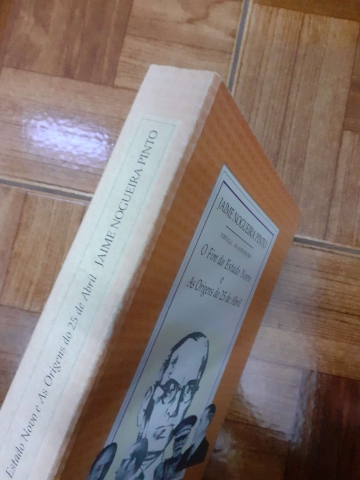 Estado Novo e As Origens do 25 de Abril JAIME NOGUEIRA PINTO
JAIME NOGUEIRA PINTO
O Fim do Estado Novo
e
As Origens do 25 de Abril